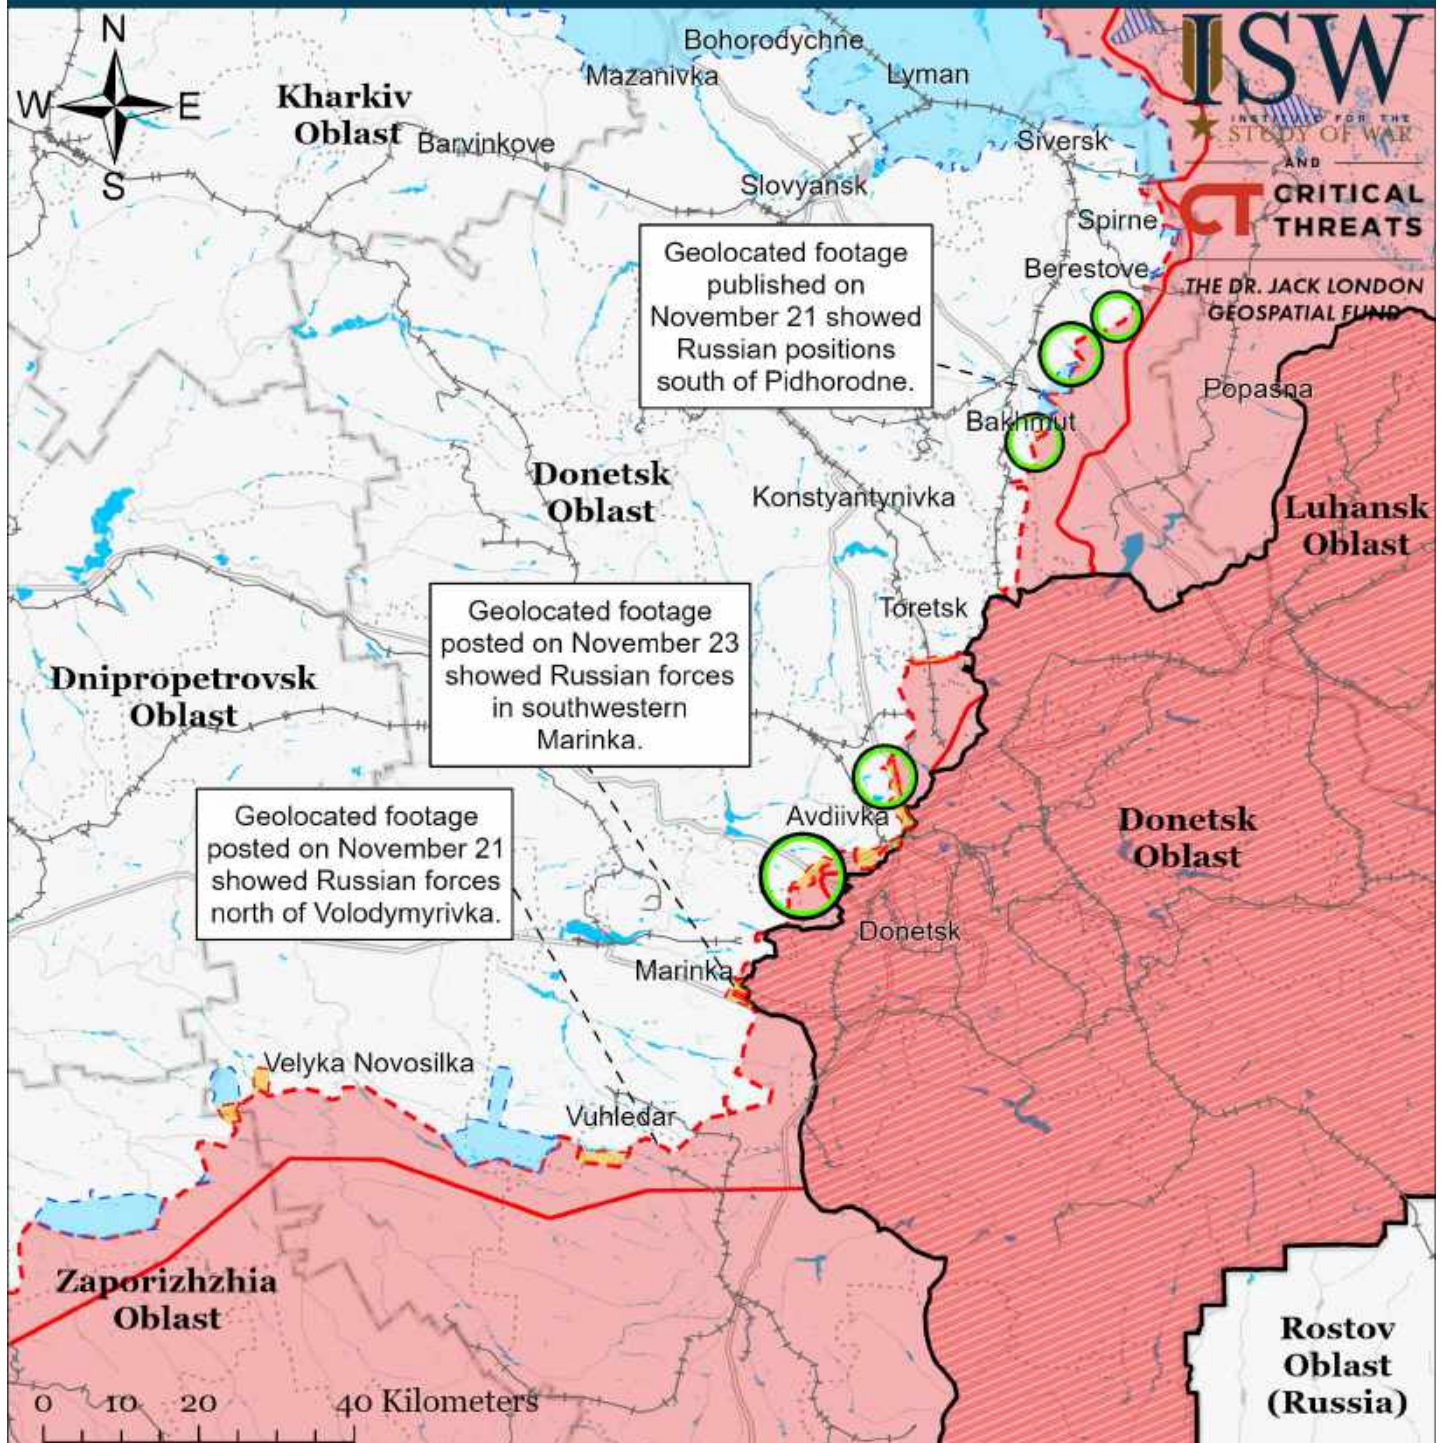 N
W
E
S
Kharkiv
Oblast
Bohorodychne
Mazanivka
Lyman
Barvinkove
Siversk
Slovyansk
Spirne
Berestove
ISW
INSTITUTE FOR THE
STUDY OF WAR
AND
CT CRITICAL
THREATS
THE DR. JACK LONDON
GEOSPATIAL FUND
Geolocated footage
published on
November 21 showed
Russian positions
south of Pidhorodne.
Popasna
Bakhmut
Donetsk
Oblast
Konstyantynivka
Luhansk
Oblast
Geolocated footage
posted on November 23
showed Russian forces
in southwestern
Marinka.
Toretsk
Dnipropetrovsk
Oblast
Geolocated footage
posted on November 21
showed Russian forces
north of Volodymyrivka.
Avdiivka
Donetsk
Oblast
Donetsk
Marinka
Velyka Novosilka
Vuhledar
Zaporizhzhia
Oblast
Rostov
Oblast
(Russia)
0 10 20 40 Kilometers